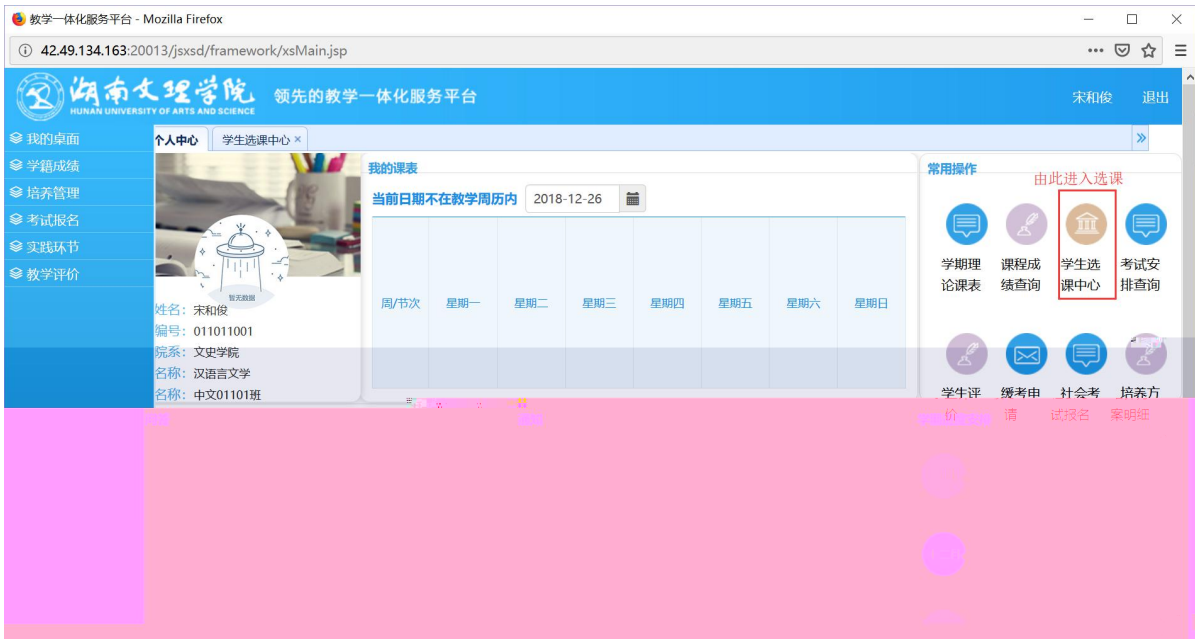 教学一体化服务平台 - Mozilla Firefox
42.49.134.163:20013/jsxsd/framework/xsMain.jsp
湖南文理学院
HUNAN UNIVERSITY OF ARTS AND SCIENCE
领先的教学一体化服务平台
宋和俊 退出
我的桌面
学籍成绩
培养管理
考试报名
实践环节
教学评价
个人中心 学生选课中心 ×
暂无数据
姓名：宋和俊
编号：011011001
院系：文史学院
名称：汉语言文学
名称：中文01101班
我的课表
当前日期不在教学周历内 2018-12-26
周/节次 星期一 星期二 星期三 星期四 星期五 星期六 星期日
常用操作
由此进入选课
学期理论课表
课程成绩查询
学生选课中心
考试安排查询
学生评价
缓考申请
社会考试报名
培养方案明细